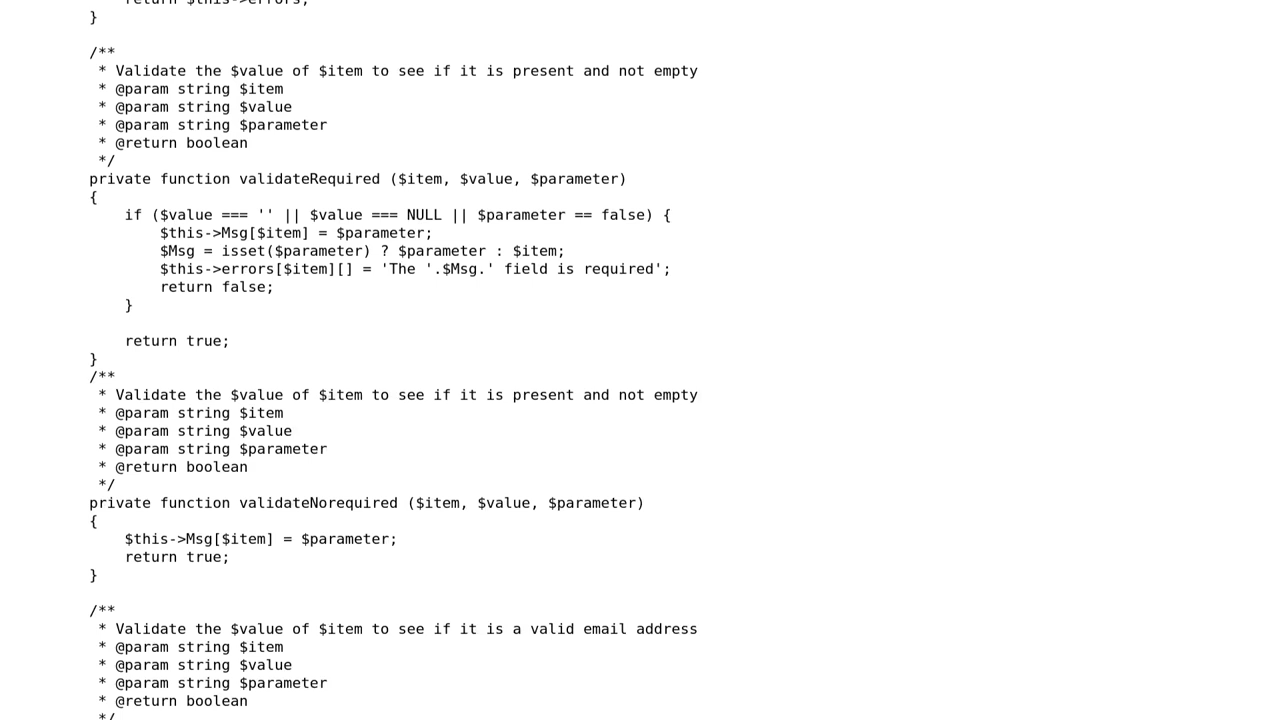 return $this->errors;
}

/**
 * Validate the $value of $item to see if it is present and not empty
 * @param string $item
 * @param string $value
 * @param string $parameter
 * @return boolean
 */
private function validateRequired ($item, $value, $parameter)
{
    if ($value === '' || $value === NULL || $parameter == false) {
        $this->Msg[$item] = $parameter;
        $Msg = isset($parameter) ? $parameter : $item;
        $this->errors[$item][] = 'The '.$Msg.' field is required';
        return false;
    }

    return true;
}
/**
 * Validate the $value of $item to see if it is present and not empty
 * @param string $item
 * @param string $value
 * @param string $parameter
 * @return boolean
 */
private function validateNorequired ($item, $value, $parameter)
{
    $this->Msg[$item] = $parameter;
    return true;
}

/**
 * Validate the $value of $item to see if it is a valid email address
 * @param string $item
 * @param string $value
 * @param string $parameter
 * @return boolean
 */